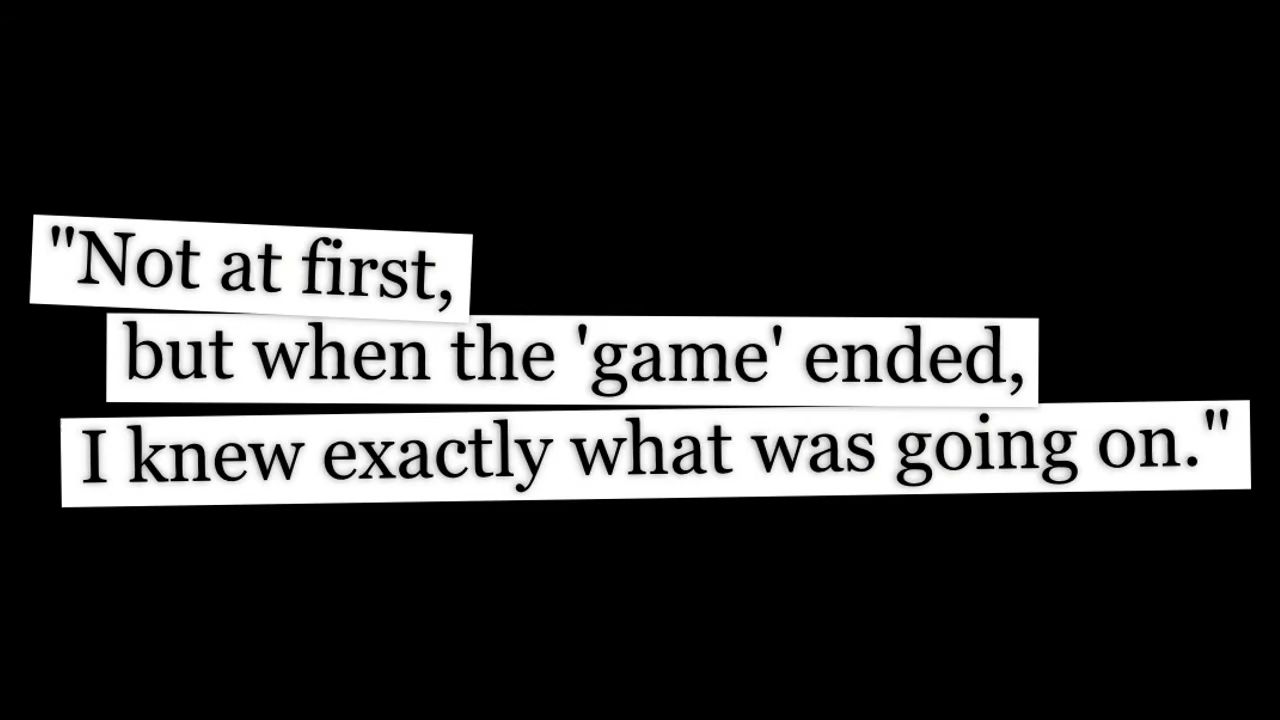 "Not at first,
but when the 'game' ended,
I knew exactly what was going on."